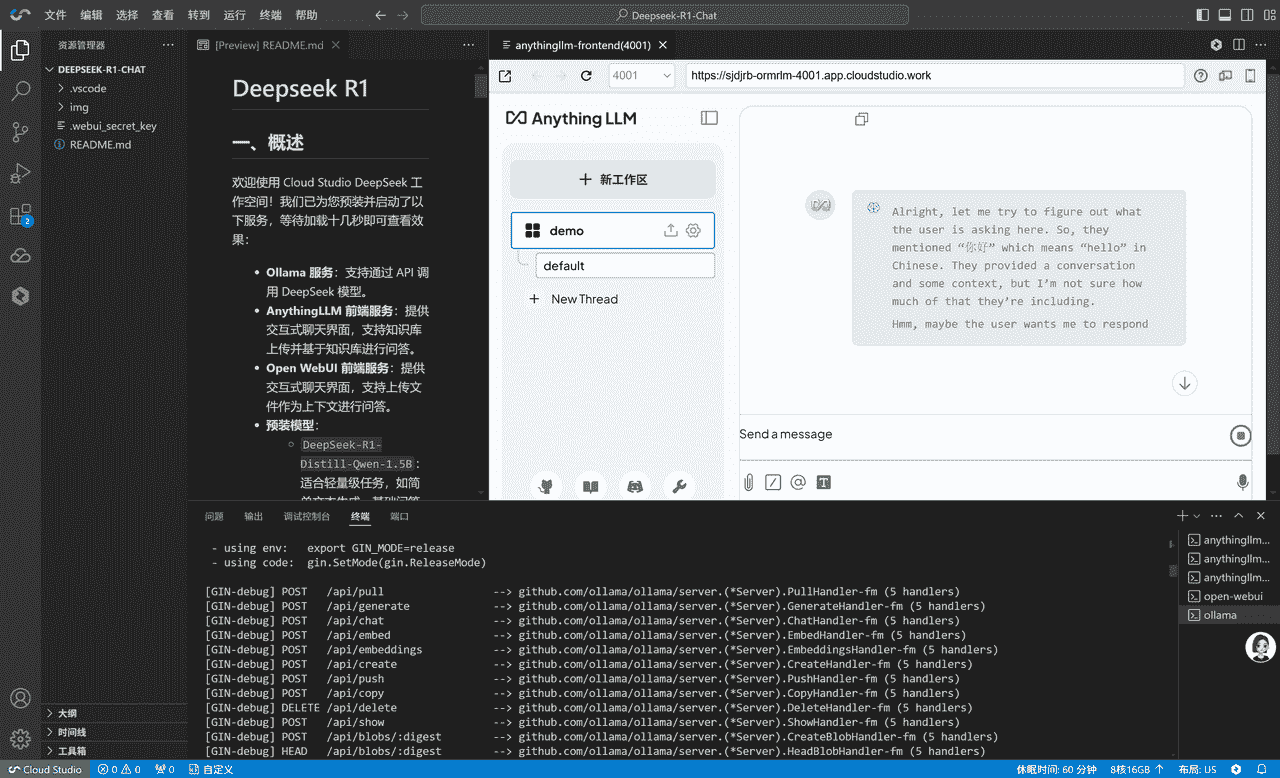 文件 编辑 选择 查看 转到 运行 终端 帮助
Deepseek-R1-Chat
资源管理器
DEEPSEEK-R1-CHAT
.vscode
img
.webui_secret_key
README.md
2
大纲
时间线
工具箱
[Preview] README.md
Deepseek R1
一、概述
欢迎使用 Cloud Studio DeepSeek 工
作空间！我们已为您预装并启动了以
下服务，等待加载十几秒即可查看效
果：
Ollama 服务：支持通过 API 调
用 DeepSeek 模型。
AnythingLLM 前端服务：提供
交互式聊天界面，支持知识库
上传并基于知识库进行问答。
Open WebUI 前端服务：提供
交互式聊天界面，支持上传文
件作为上下文进行问答。
预装模型：
DeepSeek-R1-
Distill-Qwen-1.5B：
适合轻量级任务，如简
单文本生成、基础问答
anythingllm-frontend(4001)
4001
https://sjdjrb-ormrlm-4001.app.cloudstudio.work
Anything LLM
新工作区
demo
default
New Thread
Alright, let me try to figure out what
the user is asking here. So, they
mentioned “你好” which means “hello” in
Chinese. They provided a conversation
and some context, but I’m not sure how
much of that they’re including.
Hmm, maybe the user wants me to respond
Send a message
问题 输出 调试控制台 终端 端口
- using env: export GIN_MODE=release
- using code: gin.SetMode(gin.ReleaseMode)
[GIN-debug] POST /api/pull --> github.com/ollama/ollama/server.(*Server).PullHandler-fm (5 handlers)
[GIN-debug] POST /api/generate --> github.com/ollama/ollama/server.(*Server).GenerateHandler-fm (5 handlers)
[GIN-debug] POST /api/chat --> github.com/ollama/ollama/server.(*Server).ChatHandler-fm (5 handlers)
[GIN-debug] POST /api/embed --> github.com/ollama/ollama/server.(*Server).EmbedHandler-fm (5 handlers)
[GIN-debug] POST /api/embeddings --> github.com/ollama/ollama/server.(*Server).EmbeddingsHandler-fm (5 handlers)
[GIN-debug] POST /api/create --> github.com/ollama/ollama/server.(*Server).CreateHandler-fm (5 handlers)
[GIN-debug] POST /api/push --> github.com/ollama/ollama/server.(*Server).PushHandler-fm (5 handlers)
[GIN-debug] POST /api/copy --> github.com/ollama/ollama/server.(*Server).CopyHandler-fm (5 handlers)
[GIN-debug] DELETE /api/delete --> github.com/ollama/ollama/server.(*Server).DeleteHandler-fm (5 handlers)
[GIN-debug] POST /api/show --> github.com/ollama/ollama/server.(*Server).ShowHandler-fm (5 handlers)
[GIN-debug] POST /api/blobs/:digest --> github.com/ollama/ollama/server.(*Server).CreateBlobHandler-fm (5 handlers)
[GIN-debug] HEAD /api/blobs/:digest --> github.com/ollama/ollama/server.(*Server).HeadBlobHandler-fm (5 handlers)
anythingllm...
anythingllm...
anythingllm...
open-webui
ollama
Cloud Studio 0 0 0 自定义 休眠时间: 60 分钟 8核16GB 布局: US